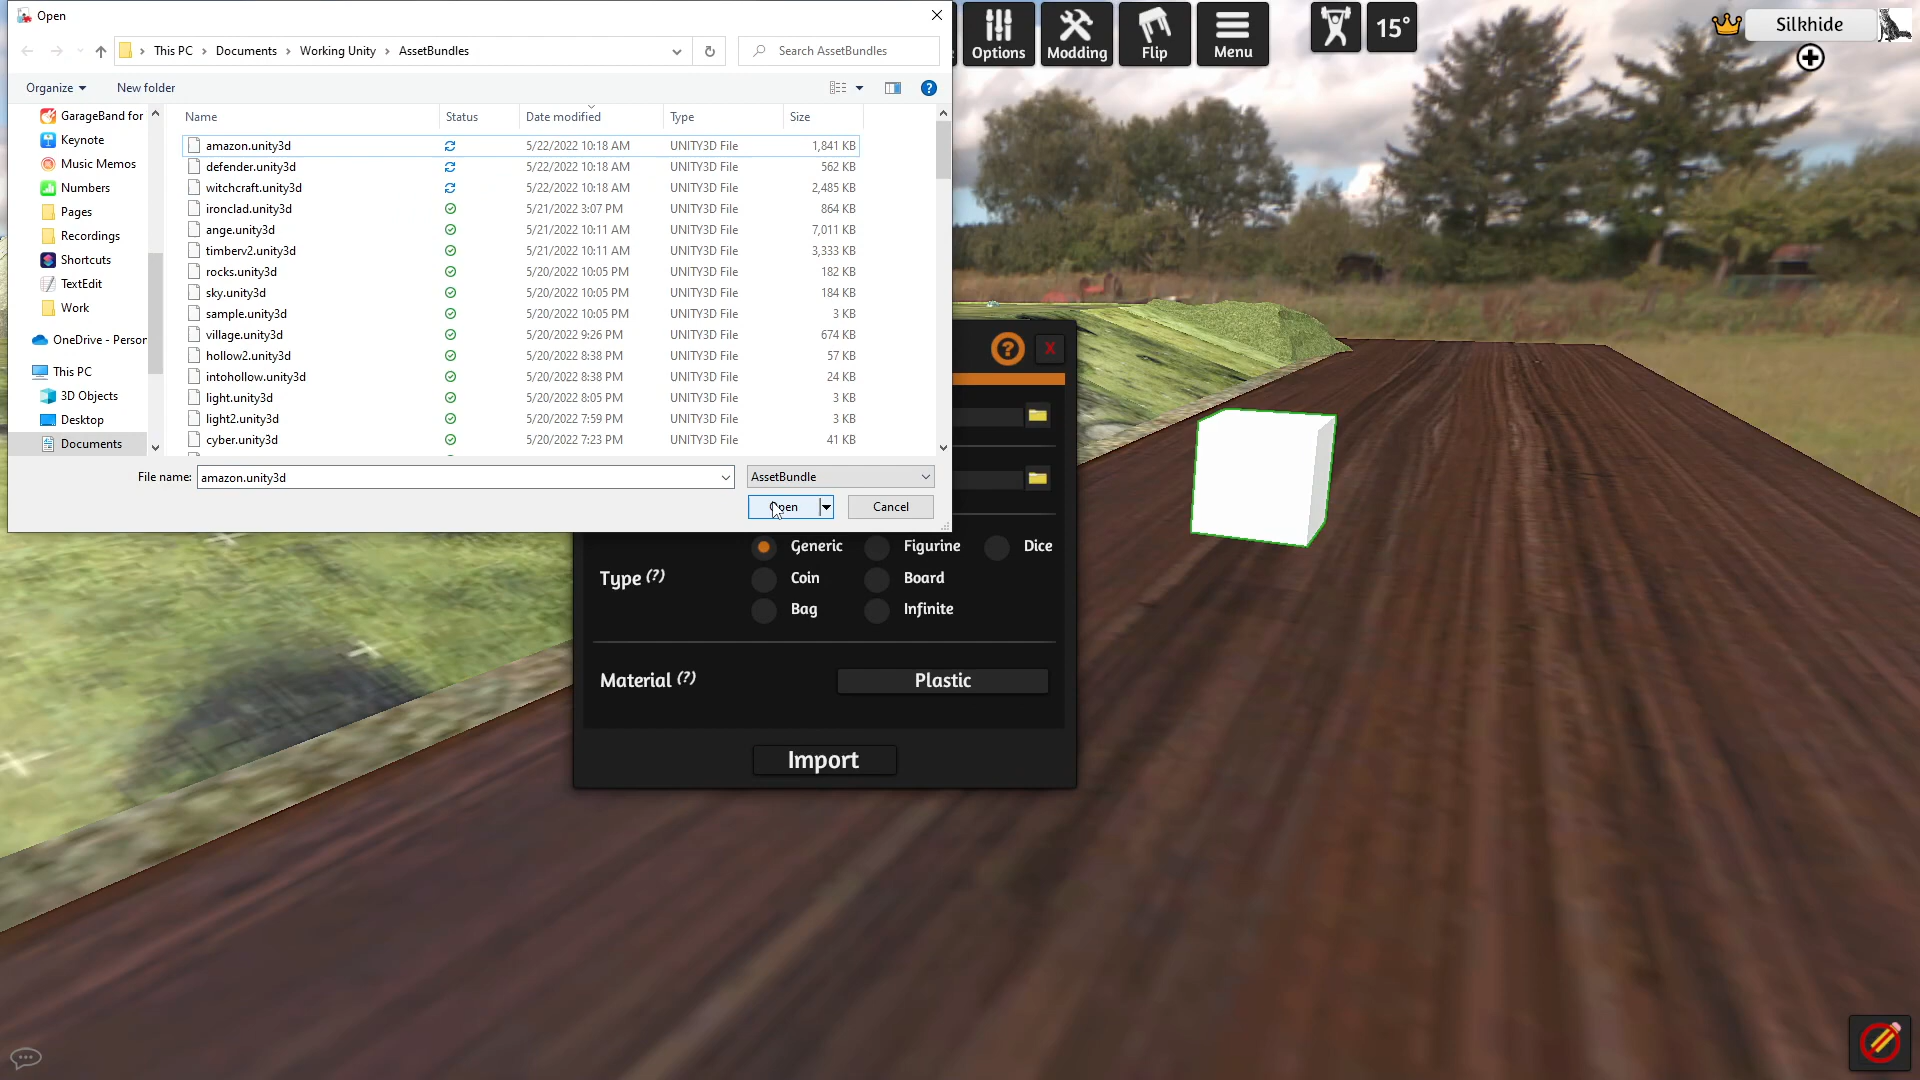 Open
This PC > Documents > Working Unity > AssetBundles
Search AssetBundles
Organize
New folder
Name Status Date modified Type Size
GarageBand for
Keynote
Music Memos
Numbers
Pages
Recordings
Shortcuts
TextEdit
Work
OneDrive - Person
This PC
3D Objects
Desktop
Documents
amazon.unity3d 5/22/2022 10:18 AM UNITY3D File 1,841 KB
defender.unity3d 5/22/2022 10:18 AM UNITY3D File 562 KB
witchcraft.unity3d 5/22/2022 10:18 AM UNITY3D File 2,485 KB
ironclad.unity3d 5/21/2022 3:07 PM UNITY3D File 864 KB
ange.unity3d 5/21/2022 10:11 AM UNITY3D File 7,011 KB
timberv2.unity3d 5/21/2022 10:11 AM UNITY3D File 3,333 KB
rocks.unity3d 5/20/2022 10:05 PM UNITY3D File 182 KB
sky.unity3d 5/20/2022 10:05 PM UNITY3D File 184 KB
sample.unity3d 5/20/2022 10:05 PM UNITY3D File 3 KB
village.unity3d 5/20/2022 9:26 PM UNITY3D File 674 KB
hollow2.unity3d 5/20/2022 8:38 PM UNITY3D File 57 KB
intohollow.unity3d 5/20/2022 8:38 PM UNITY3D File 24 KB
light.unity3d 5/20/2022 8:05 PM UNITY3D File 3 KB
light2.unity3d 5/20/2022 7:59 PM UNITY3D File 3 KB
cyber.unity3d 5/20/2022 7:23 PM UNITY3D File 41 KB
File name: amazon.unity3d
AssetBundle
Open
Cancel
Options
Modding
Flip
Menu
15°
Silkhide
?
X
Type (?)
Generic
Figurine
Dice
Coin
Board
Bag
Infinite
Material (?)
Plastic
Import